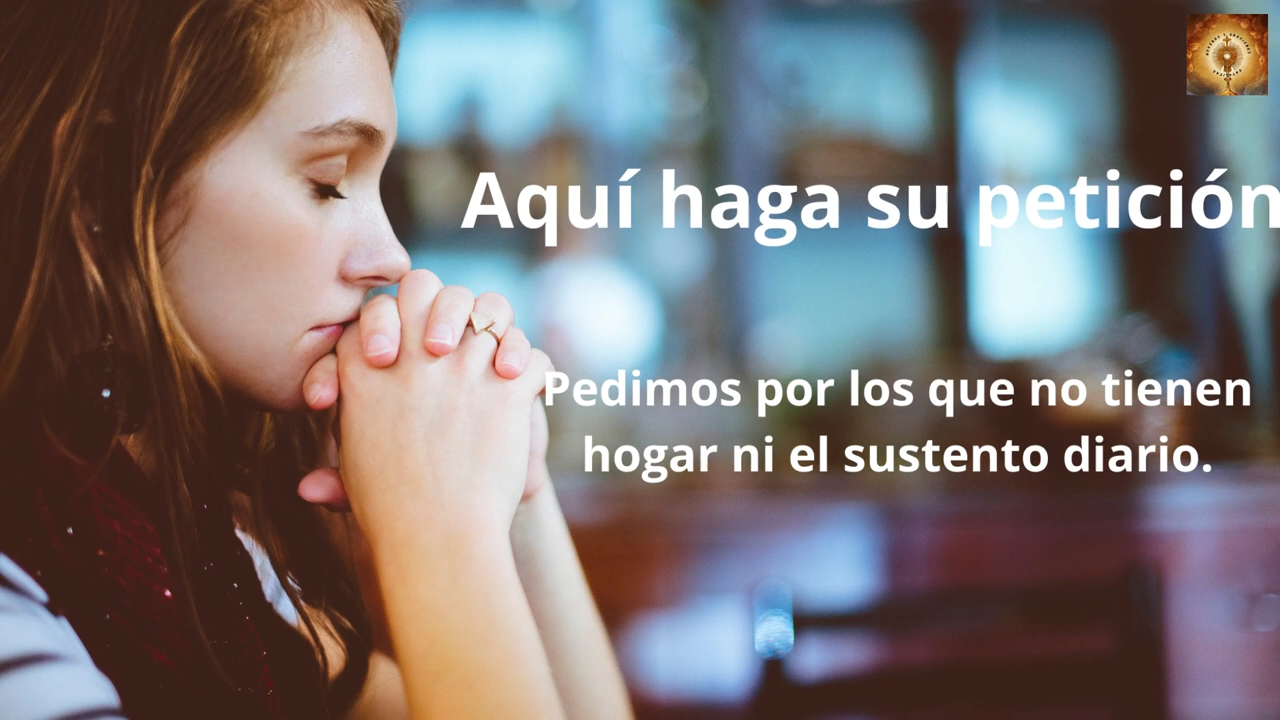 Aquí haga su petición
Pedimos por los que no tienen
hogar ni el sustento diario.